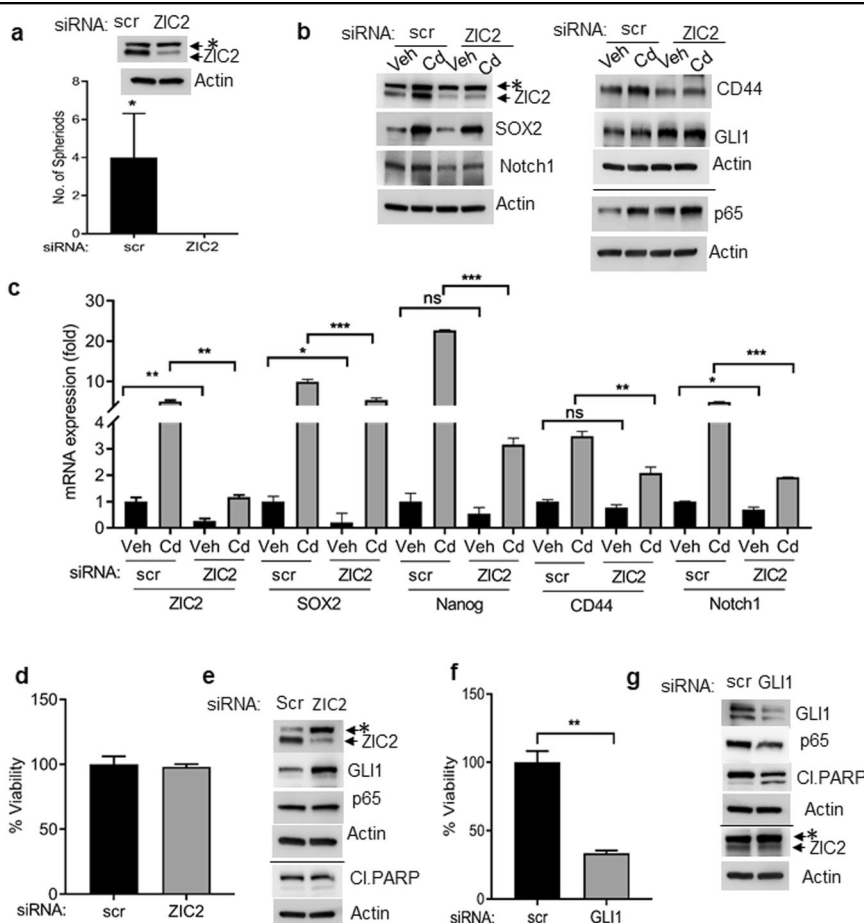 a
siRNA: scr ZIC2
*
ZIC2
Actin
No. of Spheriods
8
6
4
2
0
*
siRNA: scr ZIC2
b
siRNA: scr ZIC2
Veh Cd Veh Cd
*
ZIC2
SOX2
Notch1
Actin
siRNA: scr ZIC2
Veh Cd Veh Cd
CD44
GLI1
Actin
p65
Actin
c
mRNA expression (fold)
30
20
10
4
3
2
1
0
** ** * *** ns *** ns ** * ***
Veh Cd Veh Cd Veh Cd Veh Cd Veh Cd Veh Cd Veh Cd Veh Cd Veh Cd Veh Cd
siRNA: scr ZIC2 scr ZIC2 scr ZIC2 scr ZIC2 scr ZIC2
ZIC2 SOX2 Nanog CD44 Notch1
d
% Viability
150
100
50
0
siRNA: scr ZIC2
e
siRNA: Scr ZIC2
*
ZIC2
GLI1
p65
Actin
Cl.PARP
Actin
f
% Viability
150
100
50
0
**
siRNA: scr GLI1
g
siRNA: scr GLI1
GLI1
p65
Cl.PARP
Actin
*
ZIC2
Actin